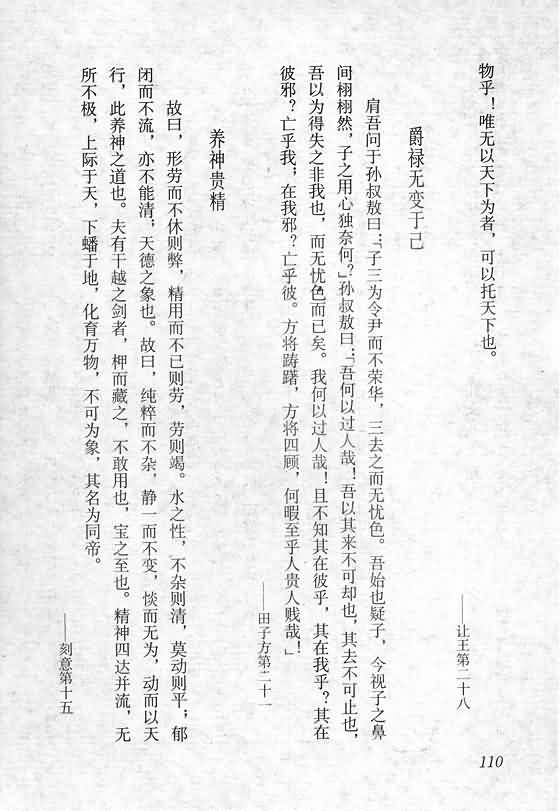 物乎！唯无以天下为者，可以托天下也。
——让王第二十八
爵禄无变于己
肩吾问于孙叔敖曰：“子三为令尹而不荣华，三去之而无忧色。吾始也疑子，今视子之鼻
间栩栩然，子之用心独奈何？”孙叔敖曰：“吾何以过人哉！吾以其来不可却也，其去不可止也，
吾以为得失之非我也，而无忧色而已矣。我何以过人哉！且不知其在彼乎，其在我乎？其在
彼邪？亡乎我；在我邪？亡乎彼。方将踌躇，方将四顾，何暇至乎人贵人贱哉！”
——田子方第二十一
养神贵精
故曰，形劳而不休则弊，精用而不已则劳，劳则竭。水之性，不杂则清，莫动则平；郁
闭而不流，亦不能清；天德之象也。故曰，纯粹而不杂，静一而不变，惔而无为，动而以天
行，此养神之道也。夫有干越之剑者，柙而藏之，不敢用也，宝之至也。精神四达并流，无
所不极，上际于天，下蟠于地，化育万物，不可为象，其名为同帝。
——刻意第十五
110